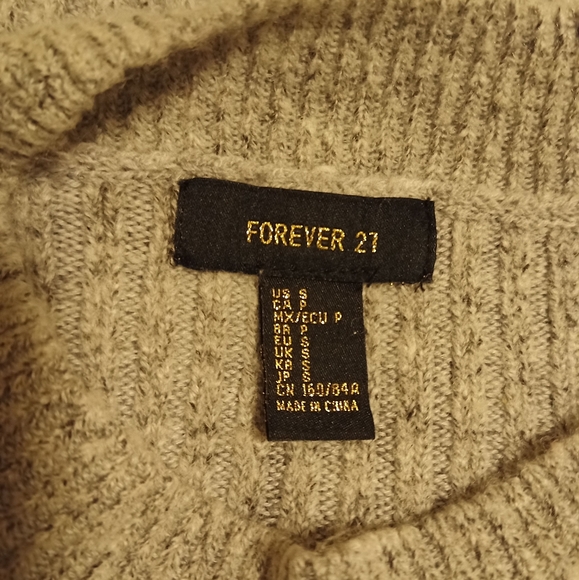 FOREVER 21
US S
CA P
MX/ECU P
BR P
EU S
UK S
KR S
JP S
CN 160/84A
MADE IN CHINA